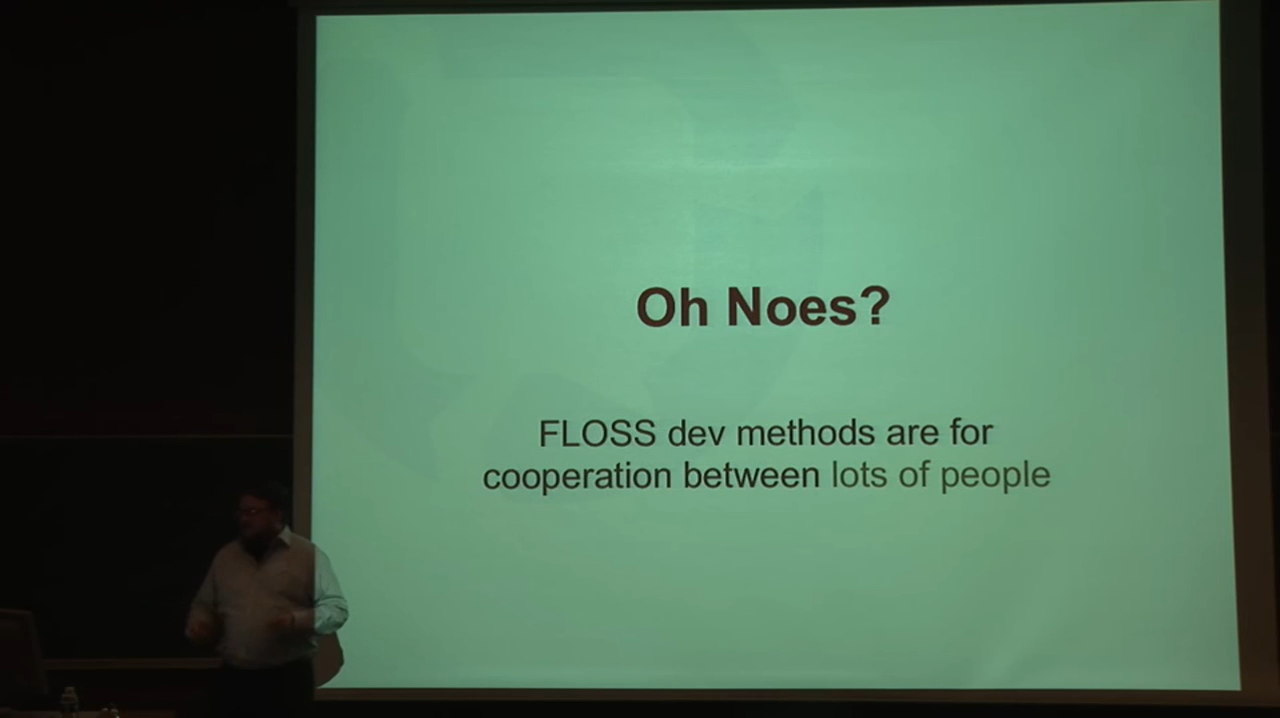 Oh Noes?
FLOSS dev methods are for
cooperation between lots of people